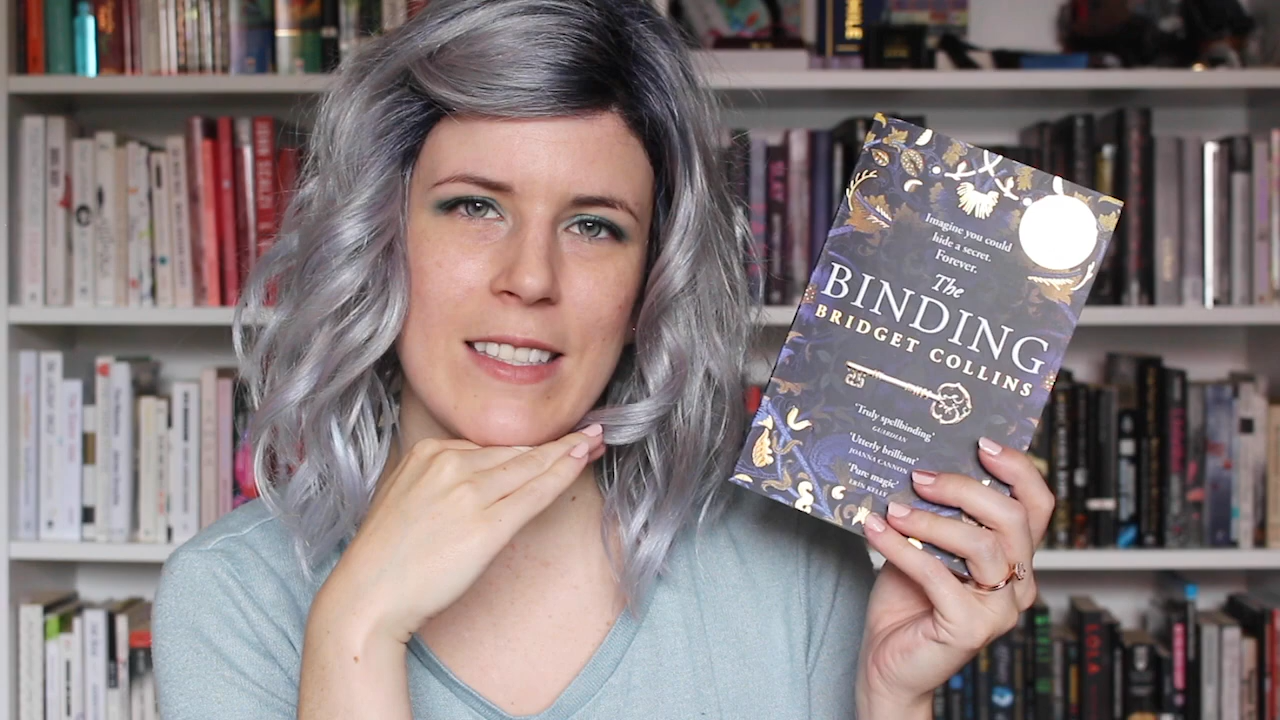 Imagine you could
hide a secret.
Forever.
The
BINDING
BRIDGET COLLINS
'Truly spellbinding'
GUARDIAN
'Utterly brilliant'
JOANNA CANNON
'Pure magic'
ERIN KELLY